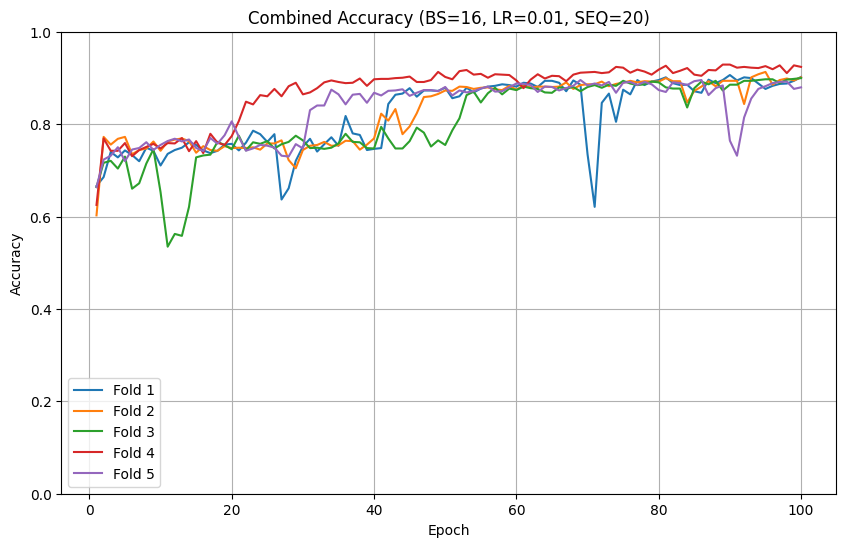 Combined Accuracy (BS=16, LR=0.01, SEQ=20)
1.0
0.8
0.6
0.4
0.2
0.0
Accuracy
Fold 1
Fold 2
Fold 3
Fold 4
Fold 5
0 20 40 60 80 100
Epoch